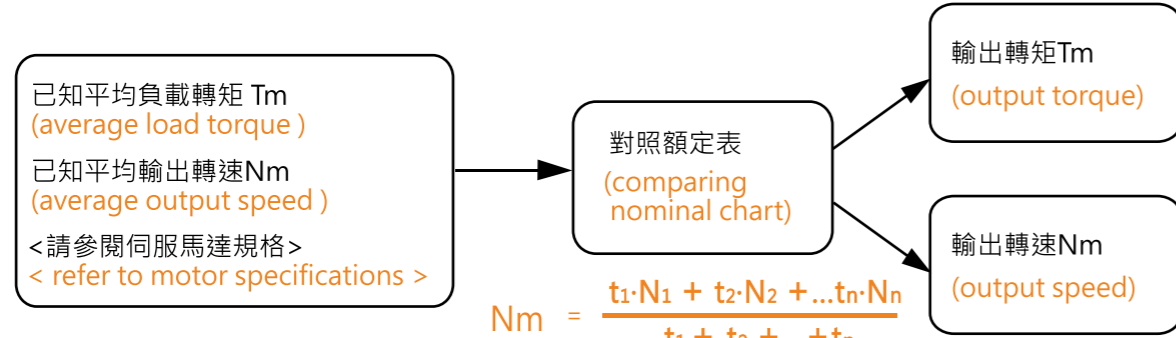 已知平均負載轉矩 Tm
(average load torque )
已知平均輸出轉速Nm
(average output speed )
<請參閱伺服馬達規格>
< refer to motor specifications >
對照額定表
(comparing
nominal chart)
輸出轉矩Tm
(output torque)
輸出轉速Nm
(output speed)
Nm = t₁·N₁ + t₂·N₂ +...tn·Nn